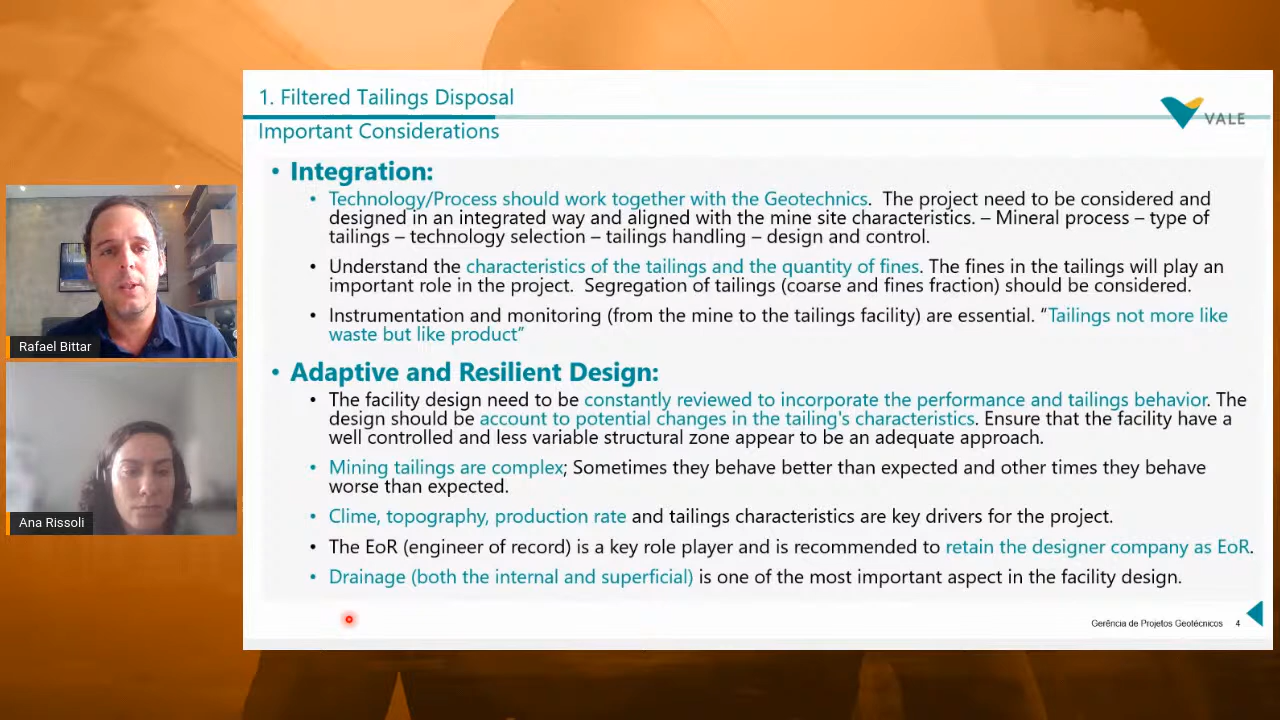 1. Filtered Tailings Disposal
VALE
Important Considerations
• Integration:
• Technology/Process should work together with the Geotechnics. The project need to be considered and
designed in an integrated way and aligned with the mine site characteristics. – Mineral process – type of
tailings – technology selection – tailings handling – design and control.
• Understand the characteristics of the tailings and the quantity of fines. The fines in the tailings will play an
important role in the project. Segregation of tailings (coarse and fines fraction) should be considered.
• Instrumentation and monitoring (from the mine to the tailings facility) are essential. “Tailings not more like
waste but like product”
• Adaptive and Resilient Design:
• The facility design need to be constantly reviewed to incorporate the performance and tailings behavior. The
design should be account to potential changes in the tailing's characteristics. Ensure that the facility have a
well controlled and less variable structural zone appear to be an adequate approach.
• Mining tailings are complex; Sometimes they behave better than expected and other times they behave
worse than expected.
• Clime, topography, production rate and tailings characteristics are key drivers for the project.
• The EoR (engineer of record) is a key role player and is recommended to retain the designer company as EoR.
• Drainage (both the internal and superficial) is one of the most important aspect in the facility design.
Gerência de Projetos Geotécnicos 4
Rafael Bittar
Ana Rissoli